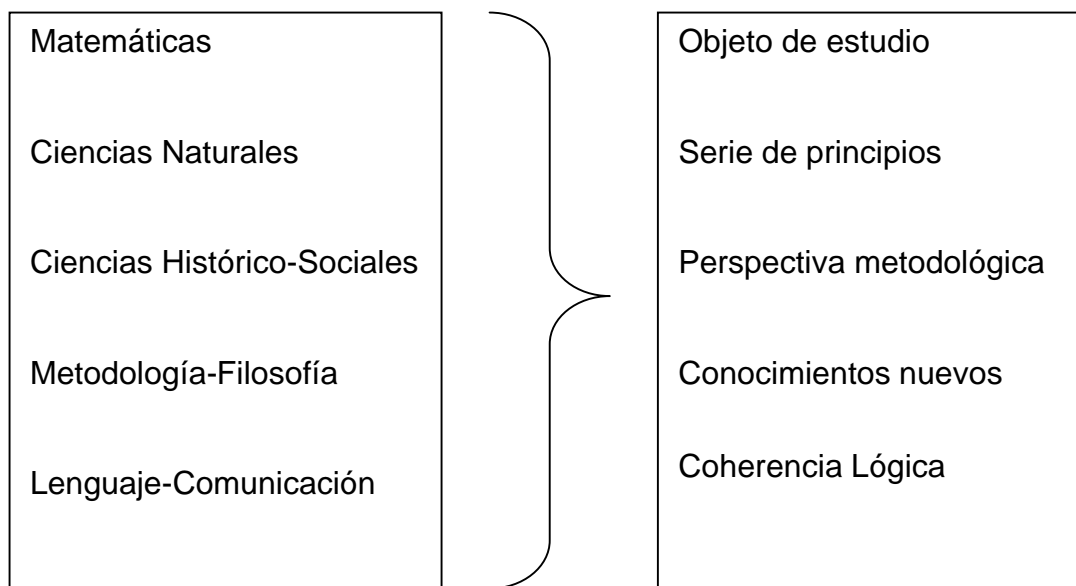 Matemáticas
Ciencias Naturales
Ciencias Histórico-Sociales
Metodología-Filosofía
Lenguaje-Comunicación
Objeto de estudio
Serie de principios
Perspectiva metodológica
Conocimientos nuevos
Coherencia Lógica